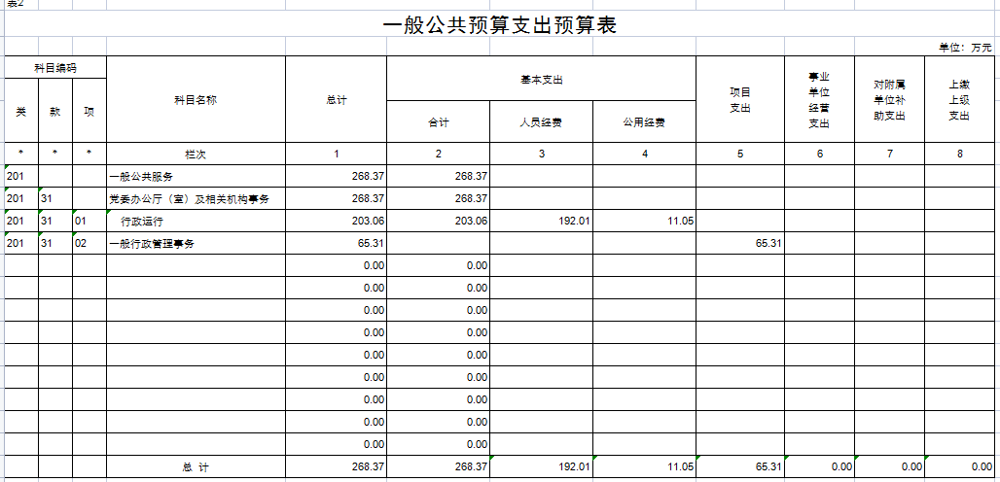 表2
一般公共预算支出预算表
单位：万元
科目编码 科目名称 总计 基本支出 项目支出 事业单位经营支出 对附属单位补助支出 上缴上级支出
类 款 项 合计 人员经费 公用经费
* * * 栏次 1 2 3 4 5 6 7 8
201 一般公共服务 268.37 268.37
201 31 党委办公厅（室）及相关机构事务 268.37 268.37
201 31 01 行政运行 203.06 203.06 192.01 11.05
201 31 02 一般行政管理事务 65.31 65.31
0.00 0.00
0.00 0.00
0.00 0.00
0.00 0.00
0.00 0.00
0.00 0.00
0.00 0.00
0.00 0.00
0.00 0.00
总 计 268.37 268.37 192.01 11.05 65.31 0.00 0.00 0.00